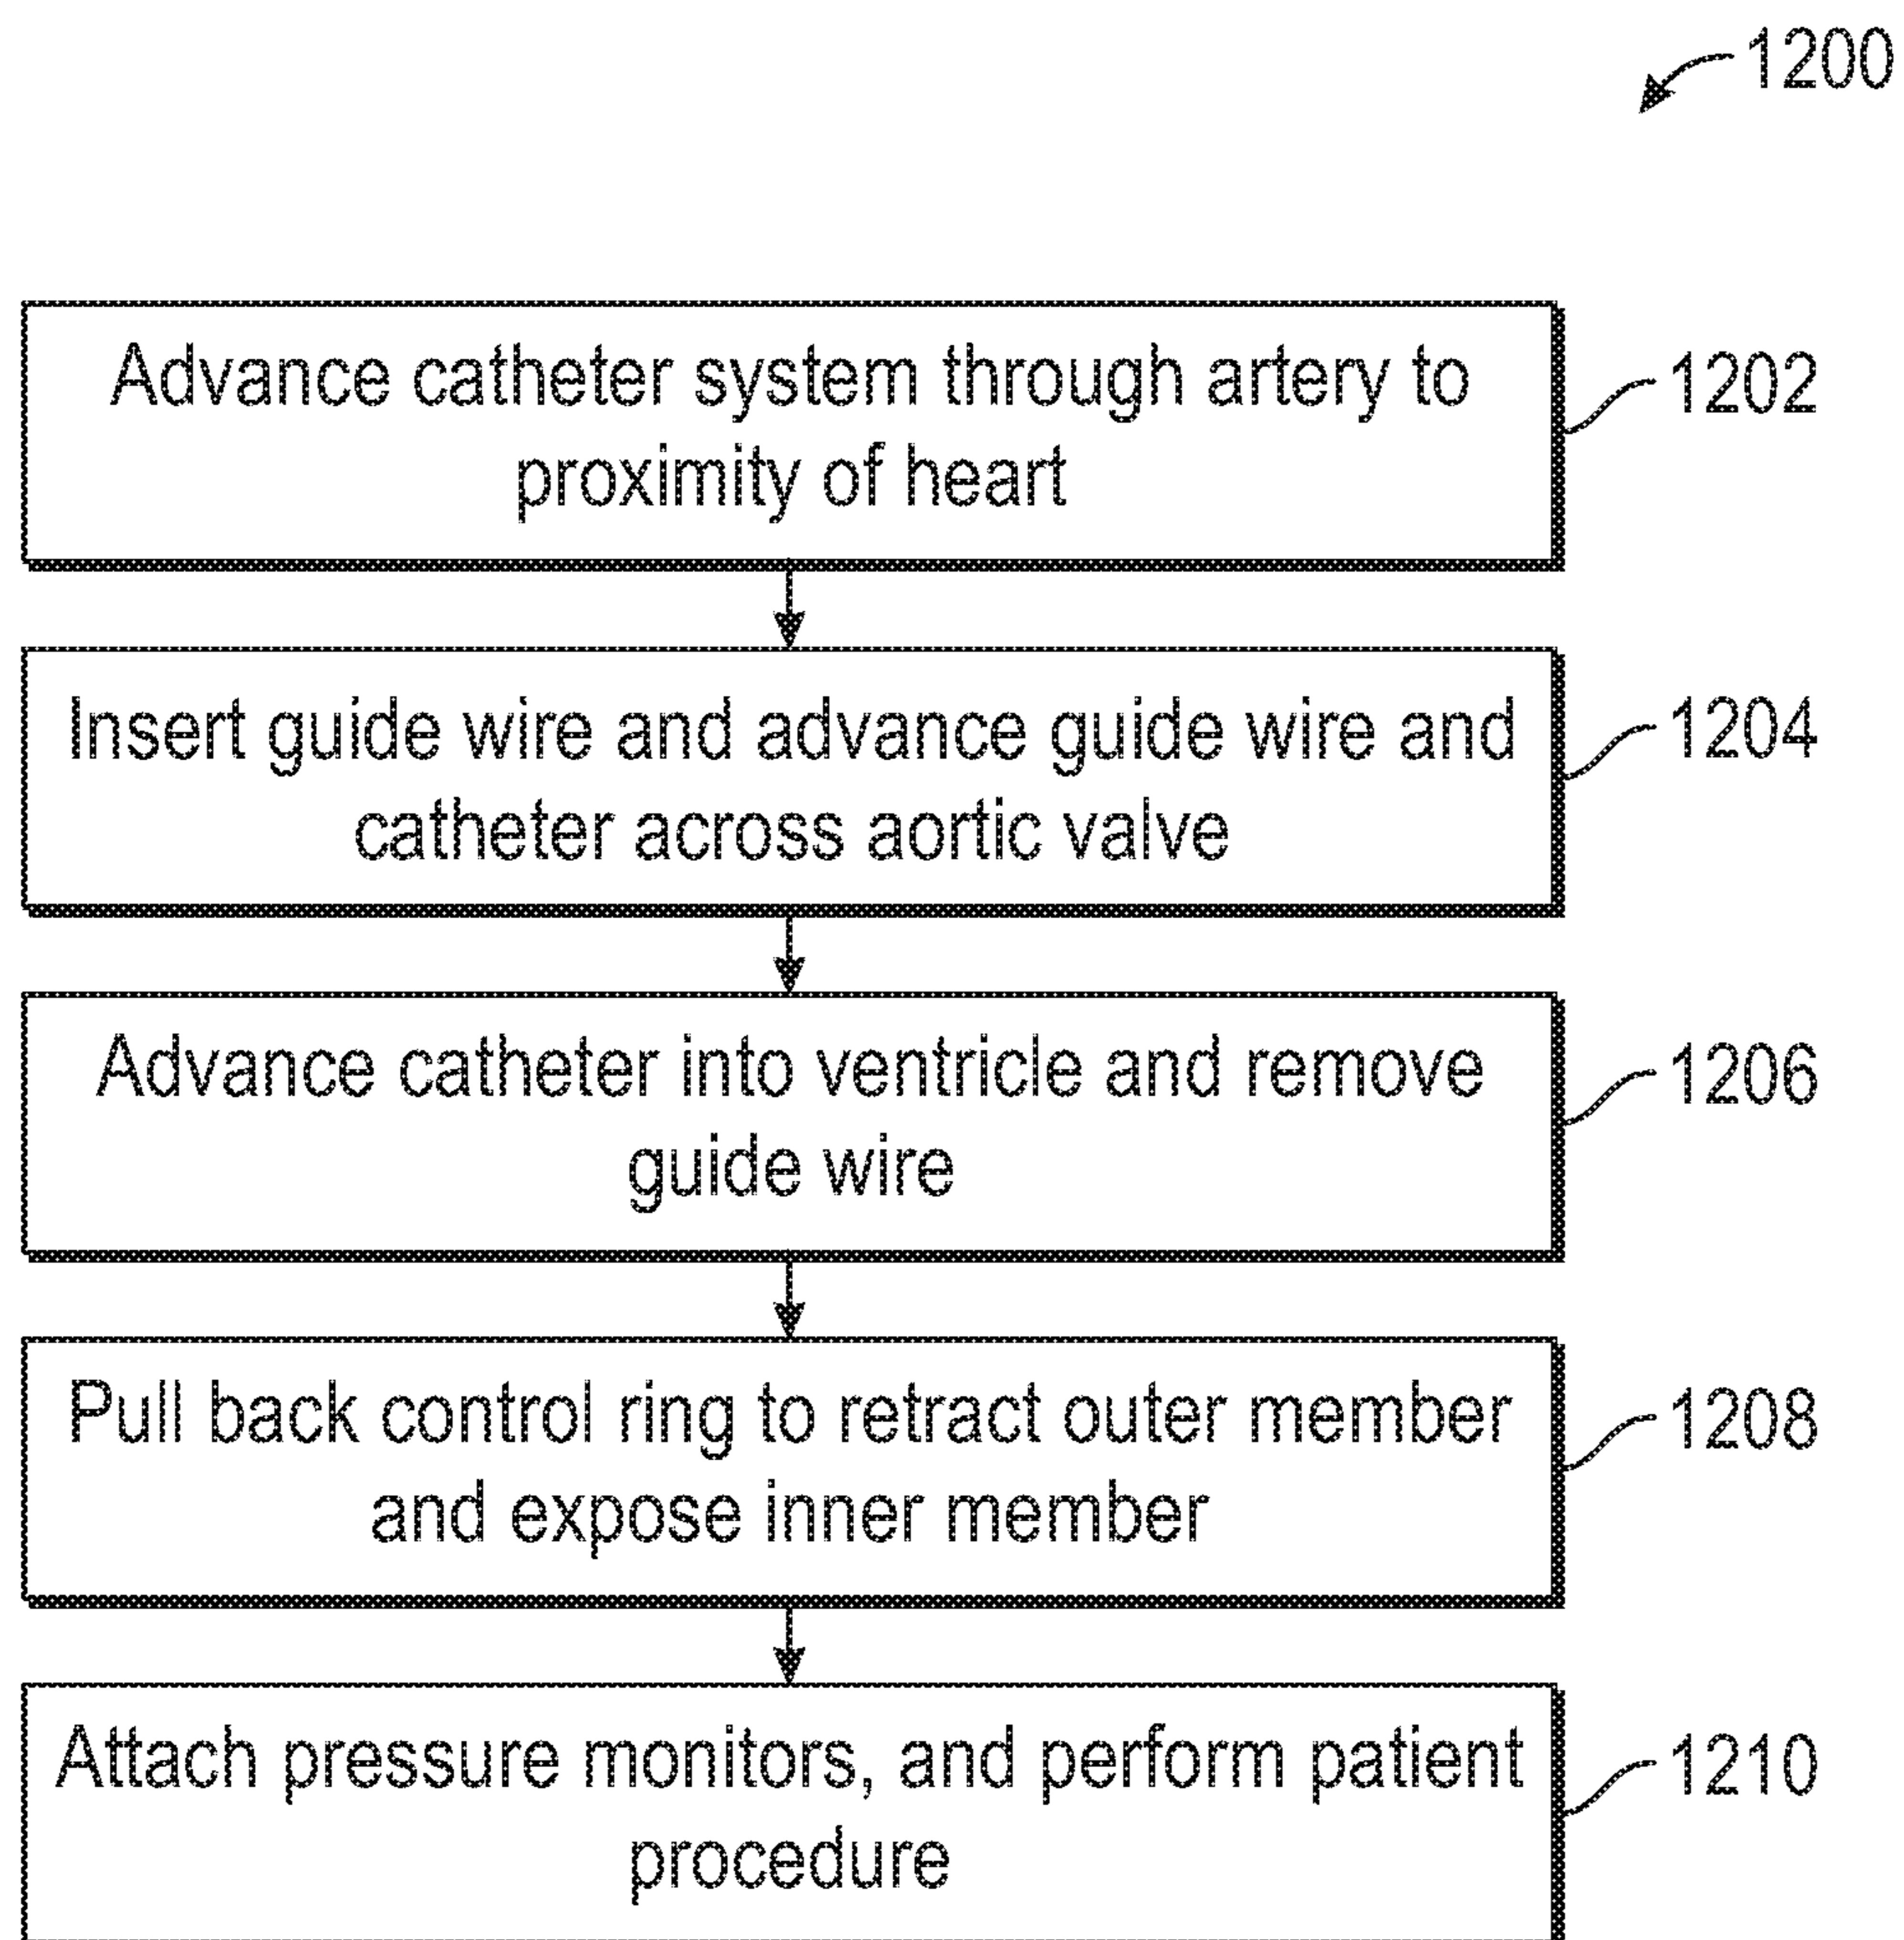 1200
Advance catheter system through artery to
proximity of heart
1202
Insert guide wire and advance guide wire and
catheter across aortic valve
1204
Advance catheter into ventricle and remove
guide wire
1206
Pull back control ring to retract outer member
and expose inner member
1208
Attach pressure monitors, and perform patient
procedure
1210